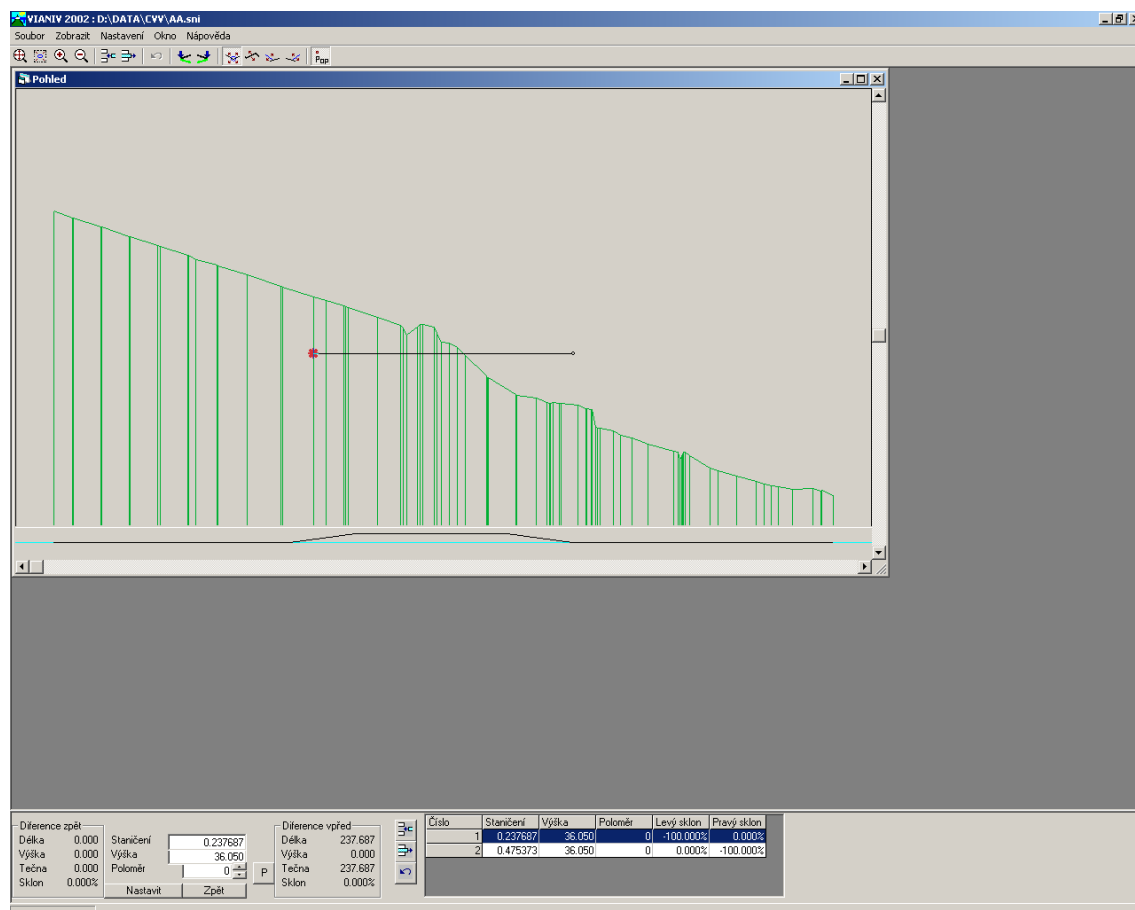 VIANIV 2002 : D:\DATA\CVV\AA.sni
Soubor Zobrazit Nastavení Okno Nápověda
Pop
Pohled
Diference zpět
Délka 0.000
Výška 0.000
Tečna 0.000
Sklon 0.000%
Staničení 0.237687
Výška 36.050
Poloměr 0
Nastavit Zpět
P
Diference vpřed
Délka 237.687
Výška 0.000
Tečna 237.687
Sklon 0.000%
Číslo Staničení Výška Poloměr Levý sklon Pravý sklon
1 0.237687 36.050 0 -100.000% 0.000%
2 0.475373 36.050 0 0.000% -100.000%